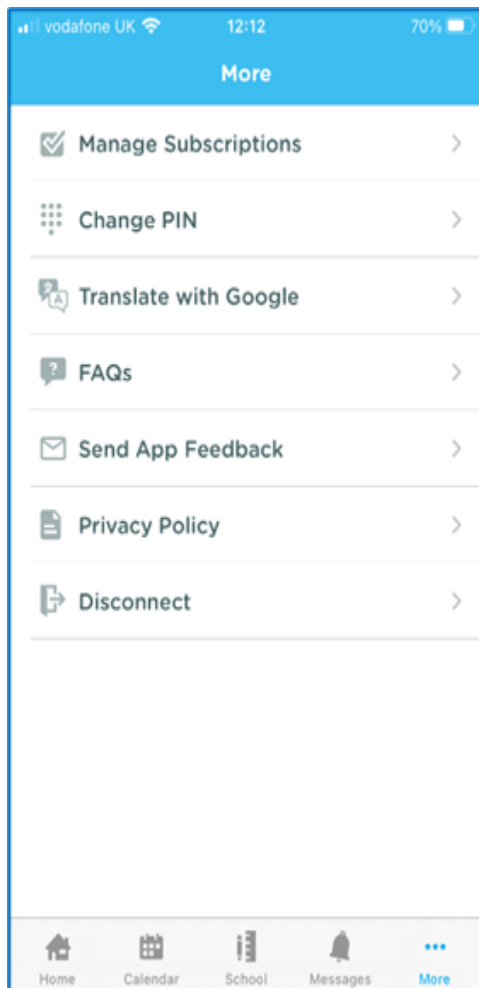 vodafone UK 12:12 70%
More
Manage Subscriptions
Change PIN
Translate with Google
FAQs
Send App Feedback
Privacy Policy
Disconnect
Home Calendar School Messages More